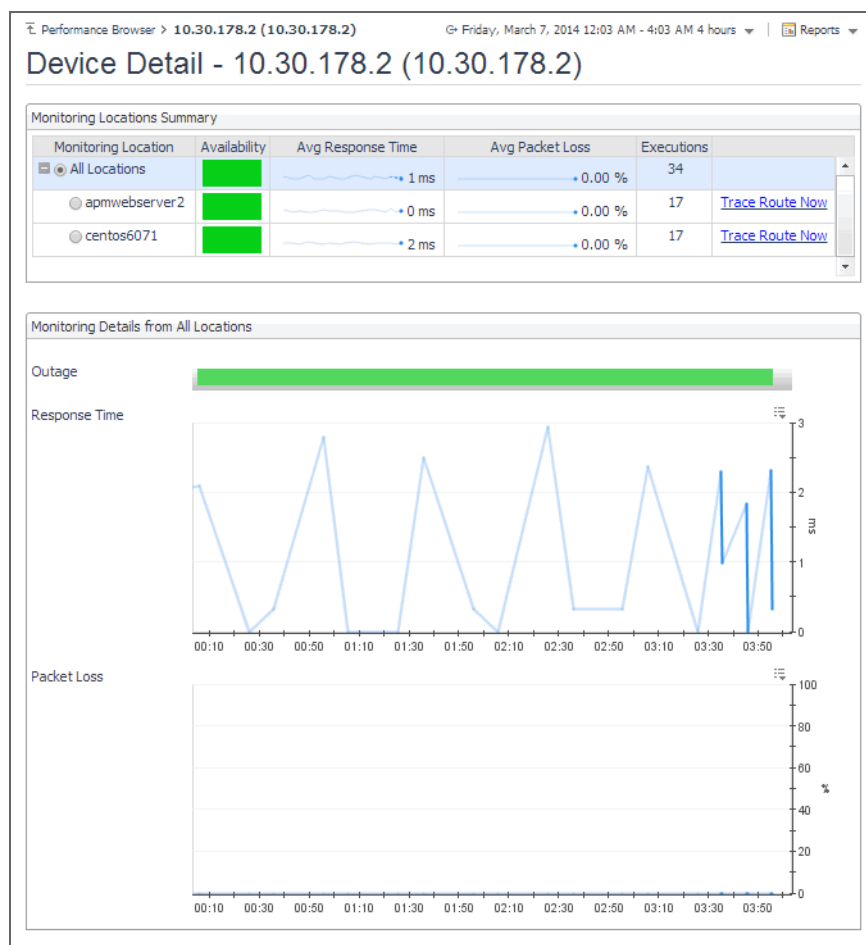 Performance Browser > 10.30.178.2 (10.30.178.2) Friday, March 7, 2014 12:03 AM - 4:03 AM 4 hours | Reports
Device Detail - 10.30.178.2 (10.30.178.2)
Monitoring Locations Summary
Monitoring Location Availability Avg Response Time Avg Packet Loss Executions
All Locations 1 ms 0.00 % 34
apmwebserver2 0 ms 0.00 % 17 Trace Route Now
centos6071 2 ms 0.00 % 17 Trace Route Now
Monitoring Details from All Locations
Outage
Response Time
3
2
ms
1
0
00:10 00:30 00:50 01:10 01:30 01:50 02:10 02:30 02:50 03:10 03:30 03:50
Packet Loss
100
80
60
%
40
20
0
00:10 00:30 00:50 01:10 01:30 01:50 02:10 02:30 02:50 03:10 03:30 03:50